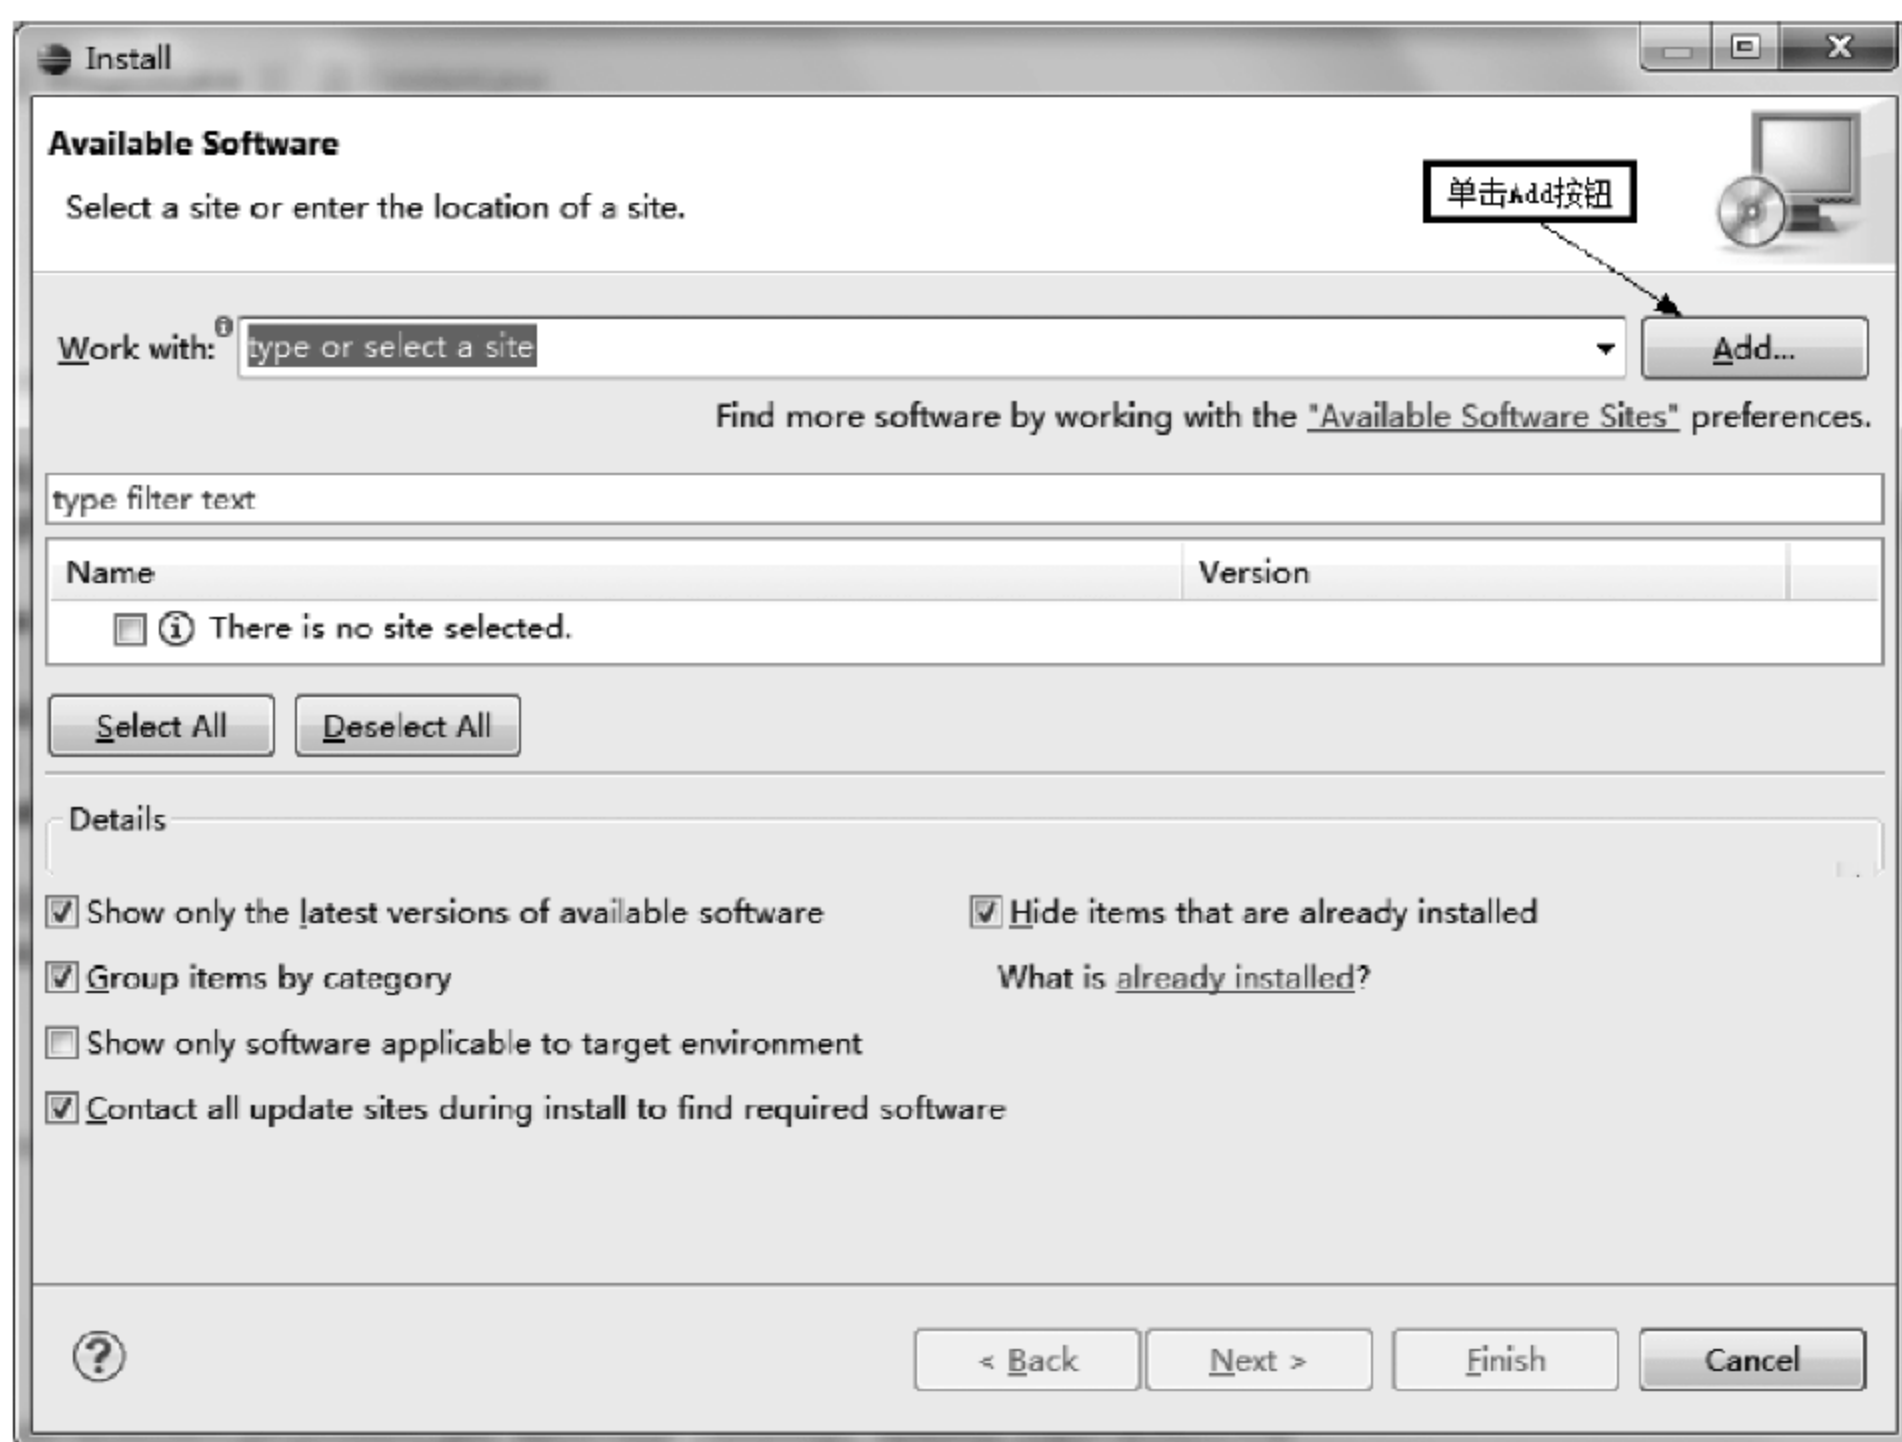 Install
Available Software
Select a site or enter the location of a site.
单击Add按钮
Work with: type or select a site
Add...
Find more software by working with the "Available Software Sites" preferences.
type filter text
Name Version
There is no site selected.
Select All Deselect All
Details
Show only the latest versions of available software Hide items that are already installed
Group items by category What is already installed?
Show only software applicable to target environment
Contact all update sites during install to find required software
< Back Next > Finish Cancel